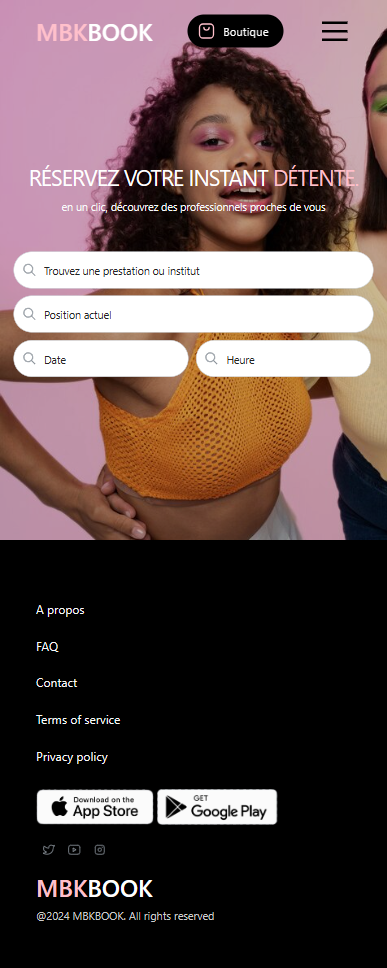 MBKBOOK
Boutique
RÉSERVEZ VOTRE INSTANT DÉTENTE.
en un clic, découvrez des professionnels proches de vous
Trouvez une prestation ou institut
Position actuel
Date
Heure
A propos
FAQ
Contact
Terms of service
Privacy policy
Download on the
App Store
GET
Google Play
MBKBOOK
@2024 MBKBOOK. All rights reserved